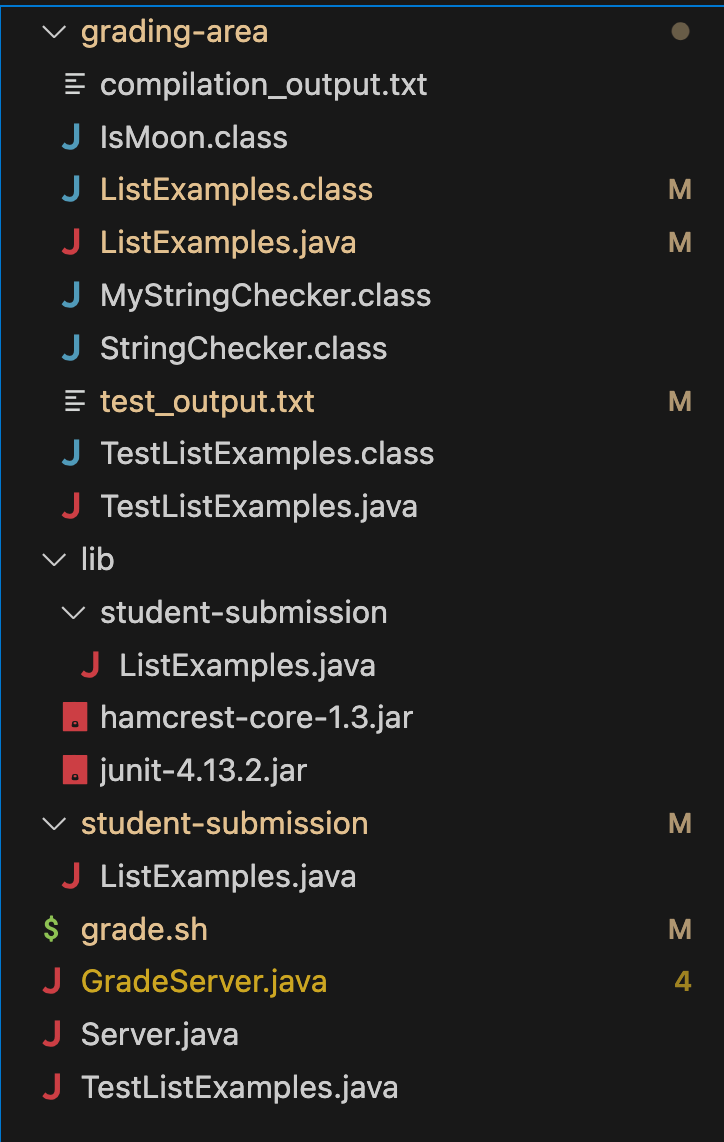 grading-area
compilation_output.txt
IsMoon.class
ListExamples.class M
ListExamples.java M
MyStringChecker.class
StringChecker.class
test_output.txt M
TestListExamples.class
TestListExamples.java
lib
student-submission
ListExamples.java
hamcrest-core-1.3.jar
junit-4.13.2.jar
student-submission M
ListExamples.java
$ grade.sh M
GradeServer.java 4
Server.java
TestListExamples.java